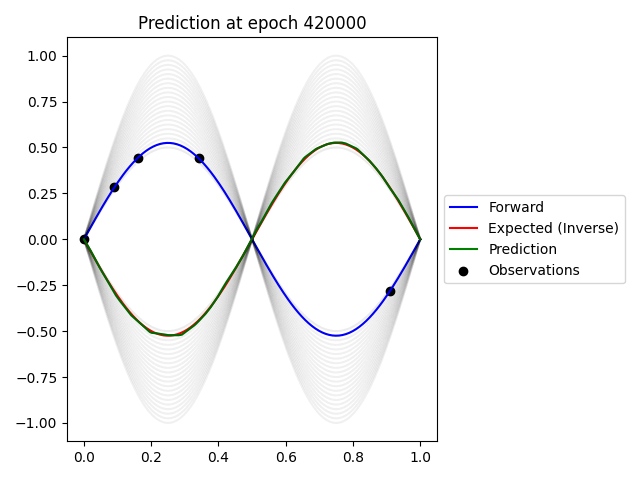 Prediction at epoch 420000
1.00
0.75
0.50
0.25
0.00
−0.25
−0.50
−0.75
−1.00
0.0 0.2 0.4 0.6 0.8 1.0
Forward
Expected (Inverse)
Prediction
Observations